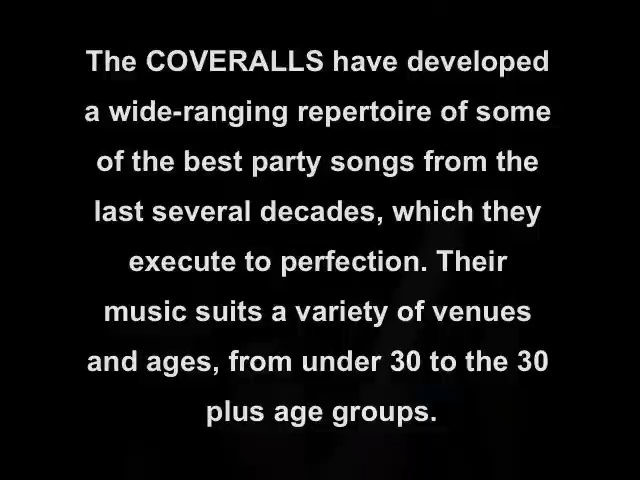 The COVERALLS have developed
a wide-ranging repertoire of some
of the best party songs from the
last several decades, which they
execute to perfection. Their
music suits a variety of venues
and ages, from under 30 to the 30
plus age groups.